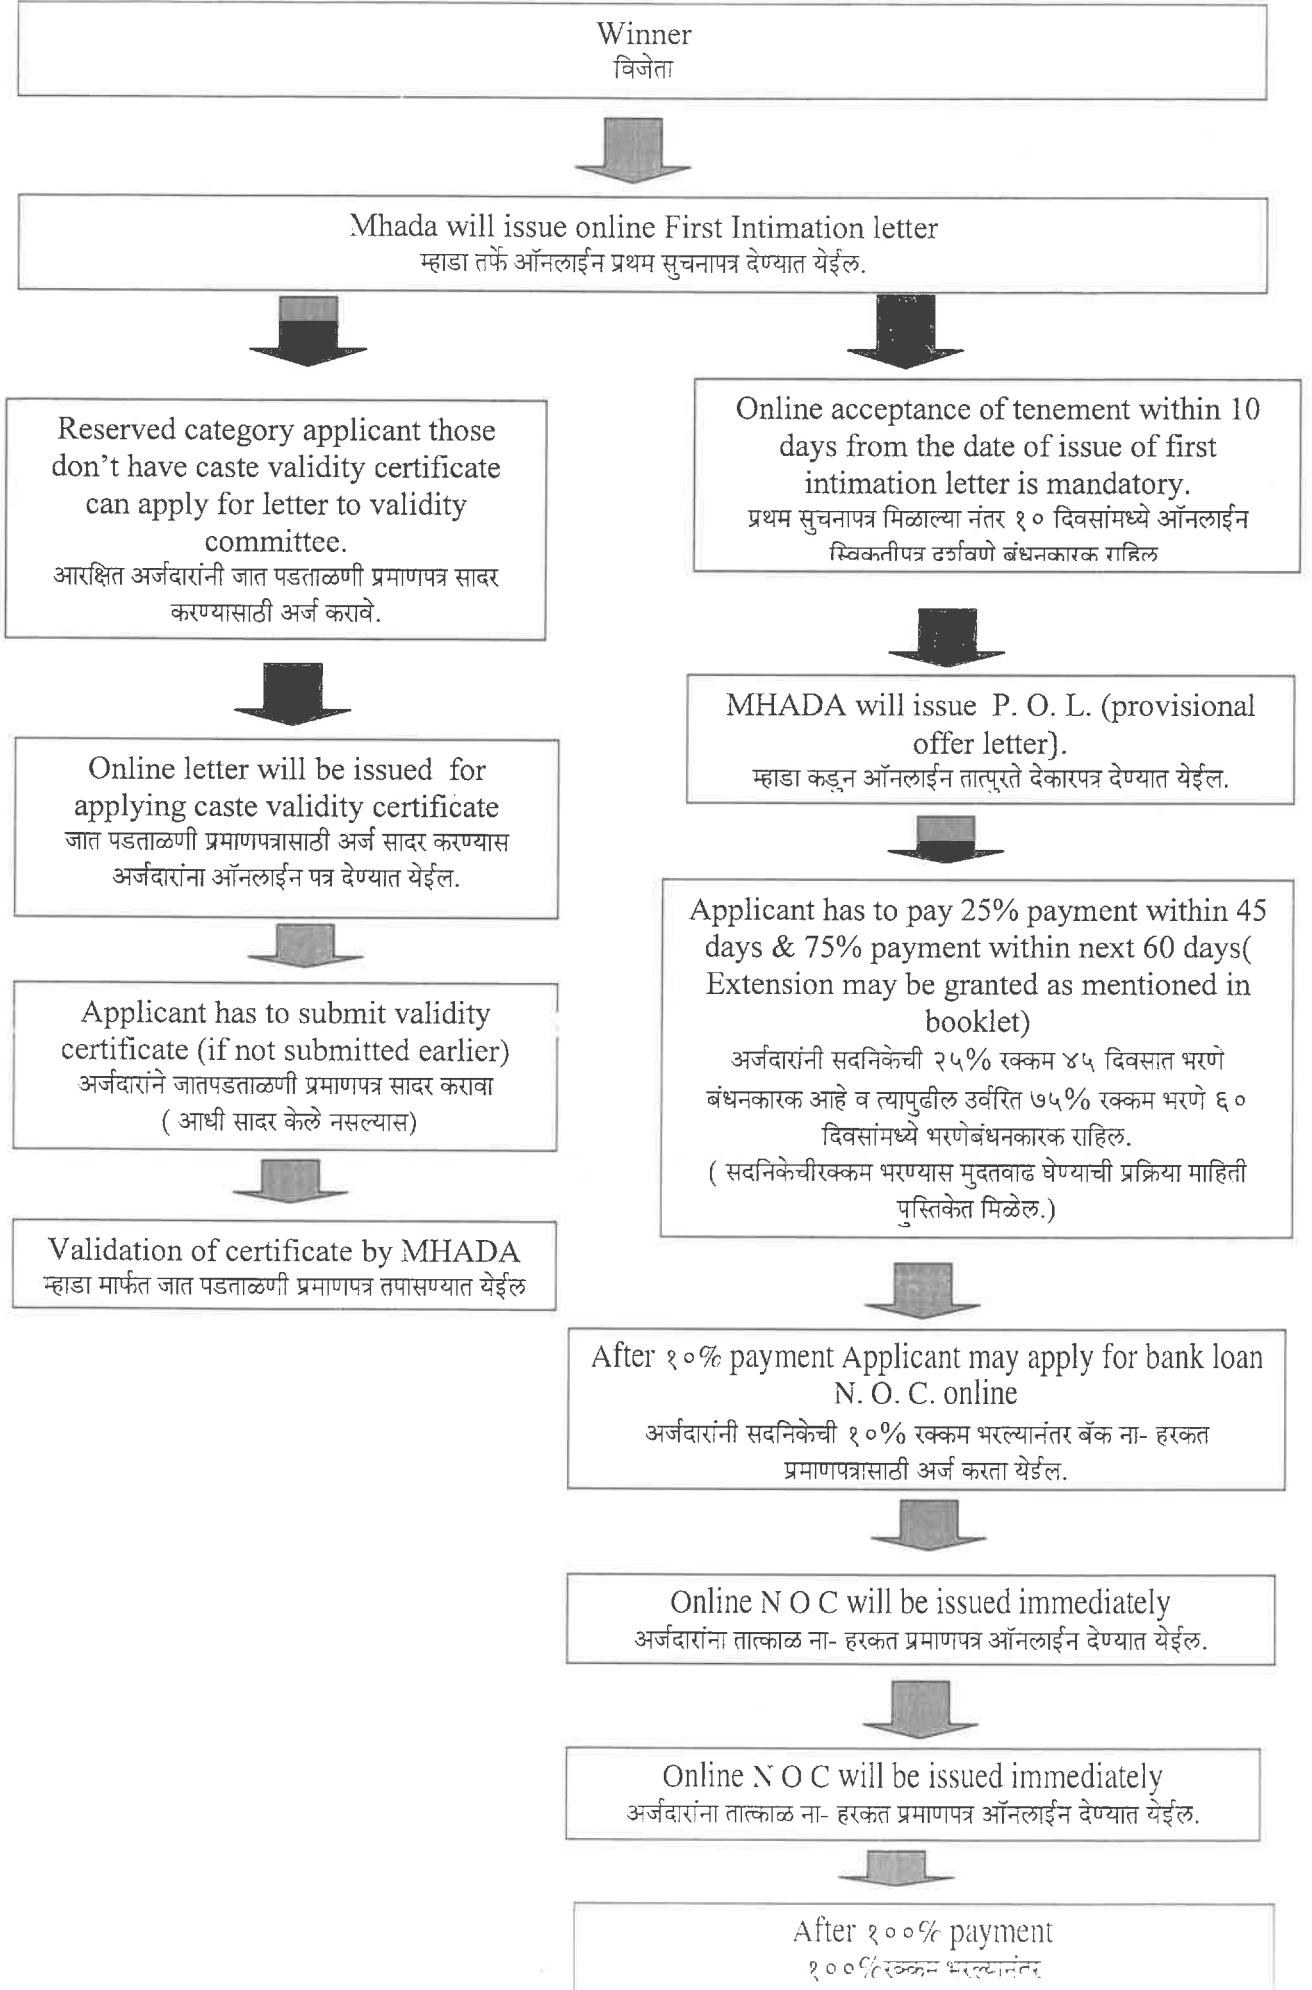 Winner
विजेता
Mhada will issue online First Intimation letter
म्हाडा तर्फे ऑनलाईन प्रथम सुचनापत्र देण्यात येईल.
Reserved category applicant those
don't have caste validity certificate
can apply for letter to validity
committee.
आरक्षित अर्जदारांनी जात पडताळणी प्रमाणपत्र सादर
करण्यासाठी अर्ज करावे.
Online letter will be issued for
applying caste validity certificate
जात पडताळणी प्रमाणपत्रासाठी अर्ज सादर करण्यास
अर्जदारांना ऑनलाईन पत्र देण्यात येईल.
Applicant has to submit validity
certificate (if not submitted earlier)
अर्जदारांने जातपडताळणी प्रमाणपत्र सादर करावा
( आधी सादर केले नसल्यास)
Validation of certificate by MHADA
म्हाडा मार्फत जात पडताळणी प्रमाणपत्र तपासण्यात येईल
Online acceptance of tenement within 10
days from the date of issue of first
intimation letter is mandatory.
प्रथम सुचनापत्र मिळाल्या नंतर १० दिवसांमध्ये ऑनलाईन
स्विकतीपत्र दर्शवणे बंधनकारक राहिल
MHADA will issue P. O. L. (provisional
offer letter).
म्हाडा कडुन ऑनलाईन तात्पुरते देकारपत्र देण्यात येईल.
Applicant has to pay 25% payment within 45
days & 75% payment within next 60 days(
Extension may be granted as mentioned in
booklet)
अर्जदारांनी सदनिकेची २५% रक्कम ४५ दिवसात भरणे
बंधनकारक आहे व त्यापुढील उर्वरित ७५% रक्कम भरणे ६०
दिवसांमध्ये भरणेबंधनकारक राहिल.
( सदनिकेचीरक्कम भरण्यास मुदतवाढ घेण्याची प्रक्रिया माहिती
पुस्तिकेत मिळेल.)
After १०% payment Applicant may apply for bank loan
N. O. C. online
अर्जदारांनी सदनिकेची १०% रक्कम भरल्यानंतर बॅक ना- हरकत
प्रमाणपत्रासाठी अर्ज करता येईल.
Online N O C will be issued immediately
अर्जदारांना तात्काळ ना- हरकत प्रमाणपत्र ऑनलाईन देण्यात येईल.
Online N O C will be issued immediately
अर्जदारांना तात्काळ ना- हरकत प्रमाणपत्र ऑनलाईन देण्यात येईल.
After १००% payment
१००% रक्कम भरल्यानंतर